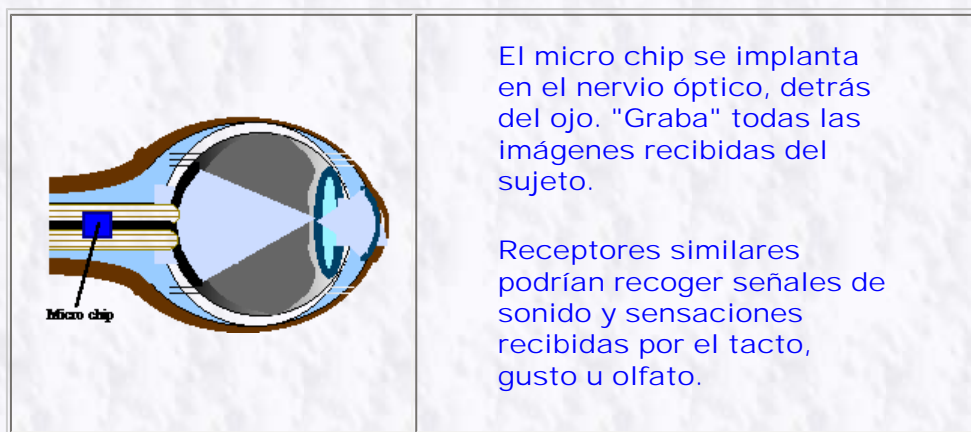 El micro chip se implanta
en el nervio óptico, detrás
del ojo. "Graba" todas las
imágenes recibidas del
sujeto.
Receptores similares
podrían recoger señales de
sonido y sensaciones
recibidas por el tacto,
gusto u olfato.
Micro chip